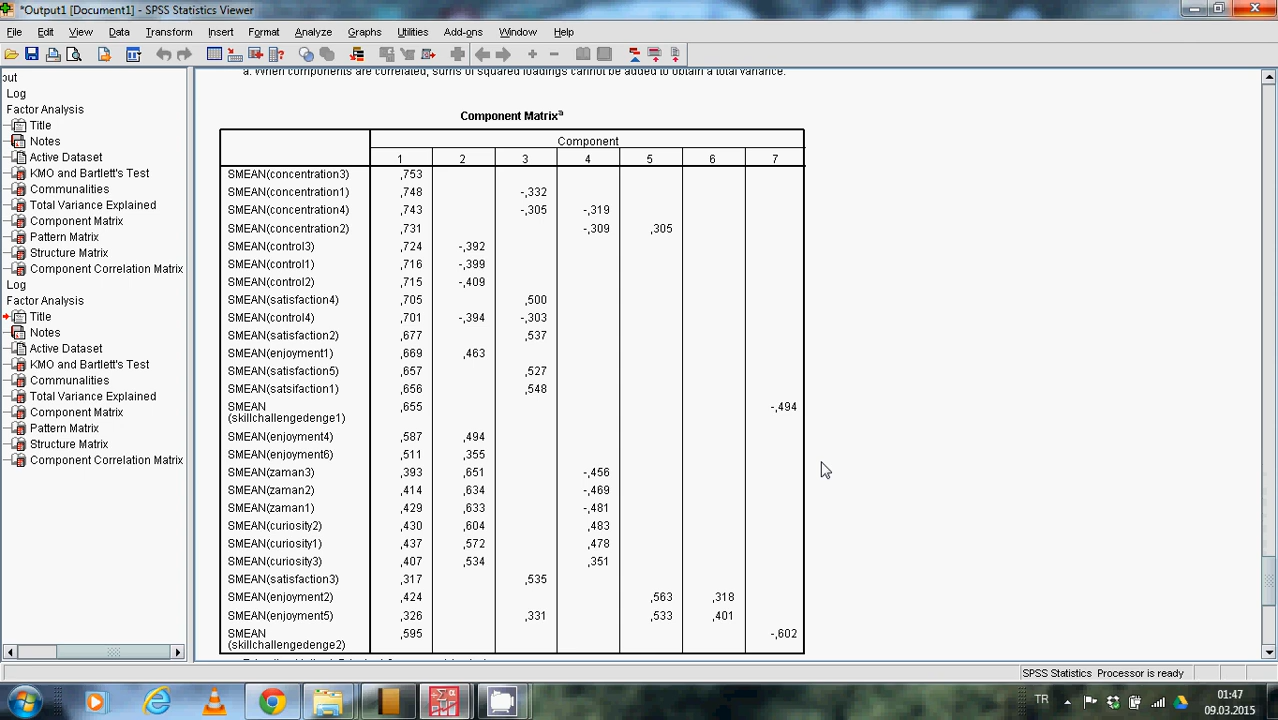 *Output1 [Document1] - SPSS Statistics Viewer
File Edit View Data Transform Insert Format Analyze Graphs Utilities Add-ons Window Help
out
Log
Factor Analysis
Title
Notes
Active Dataset
KMO and Bartlett's Test
Communalities
Total Variance Explained
Component Matrix
Pattern Matrix
Structure Matrix
Component Correlation Matrix
Log
Factor Analysis
Title
Notes
Active Dataset
KMO and Bartlett's Test
Communalities
Total Variance Explained
Component Matrix
Pattern Matrix
Structure Matrix
Component Correlation Matrix
a. When components are correlated, sums of squared loadings cannot be added to obtain a total variance.
Component Matrixª
Component
1 2 3 4 5 6 7
SMEAN(concentration3) ,753
SMEAN(concentration1) ,748 -,332
SMEAN(concentration4) ,743 -,305 -,319
SMEAN(concentration2) ,731 -,309 ,305
SMEAN(control3) ,724 -,392
SMEAN(control1) ,716 -,399
SMEAN(control2) ,715 -,409
SMEAN(satisfaction4) ,705 ,500
SMEAN(control4) ,701 -,394 -,303
SMEAN(satisfaction2) ,677 ,537
SMEAN(enjoyment1) ,669 ,463
SMEAN(satisfaction5) ,657 ,527
SMEAN(satsifaction1) ,656 ,548
SMEAN ,655 -,494
(skillchallengedenge1)
SMEAN(enjoyment4) ,587 ,494
SMEAN(enjoyment6) ,511 ,355
SMEAN(zaman3) ,393 ,651 -,456
SMEAN(zaman2) ,414 ,634 -,469
SMEAN(zaman1) ,429 ,633 -,481
SMEAN(curiosity2) ,430 ,604 ,483
SMEAN(curiosity1) ,437 ,572 ,478
SMEAN(curiosity3) ,407 ,534 ,351
SMEAN(satisfaction3) ,317 ,535
SMEAN(enjoyment2) ,424 ,563 ,318
SMEAN(enjoyment5) ,326 ,331 ,533 ,401
SMEAN ,595 -,602
(skillchallengedenge2)
SPSS Statistics Processor is ready
TR
01:47
09.03.2015